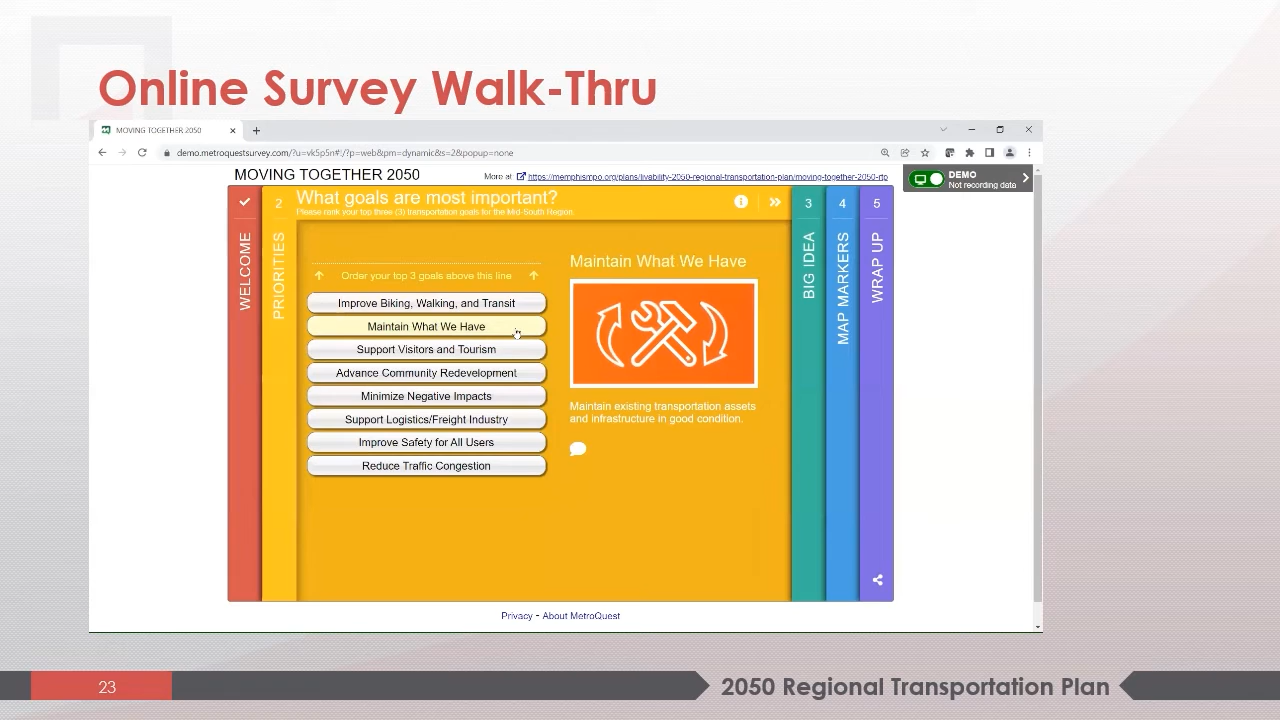 Online Survey Walk-Thru
MOVING TOGETHER 2050
demo.metroquestsurvey.com/?u=vk5p5n#!/?p=web&pm=dynamic&s=2&popup=none
MOVING TOGETHER 2050
More at https://memphismpo.org/plans/livability-2050-regional-transportation-plan/moving-together-2050-rtp
DEMO
Not recording data
WELCOME
2
PRIORITIES
What goals are most important?
Please rank your top three (3) transportation goals for the Mid-South Region.
Order your top 3 goals above this line
Improve Biking, Walking, and Transit
Maintain What We Have
Support Visitors and Tourism
Advance Community Redevelopment
Minimize Negative Impacts
Support Logistics/Freight Industry
Improve Safety for All Users
Reduce Traffic Congestion
Maintain What We Have
Maintain existing transportation assets
and infrastructure in good condition.
3
BIG IDEA
4
MAP MARKERS
5
WRAP UP
Privacy - About MetroQuest
23
2050 Regional Transportation Plan